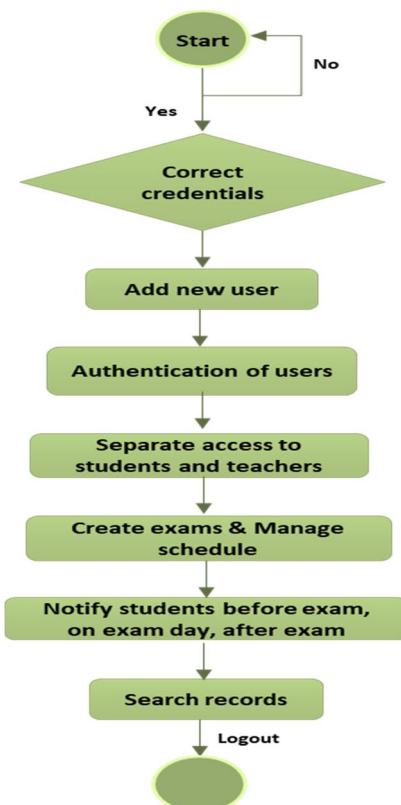 Start
No
Yes
Correct
credentials
Add new user
Authentication of users
Separate access to
students and teachers
Create exams & Manage
schedule
Notify students before exam,
on exam day, after exam
Search records
Logout